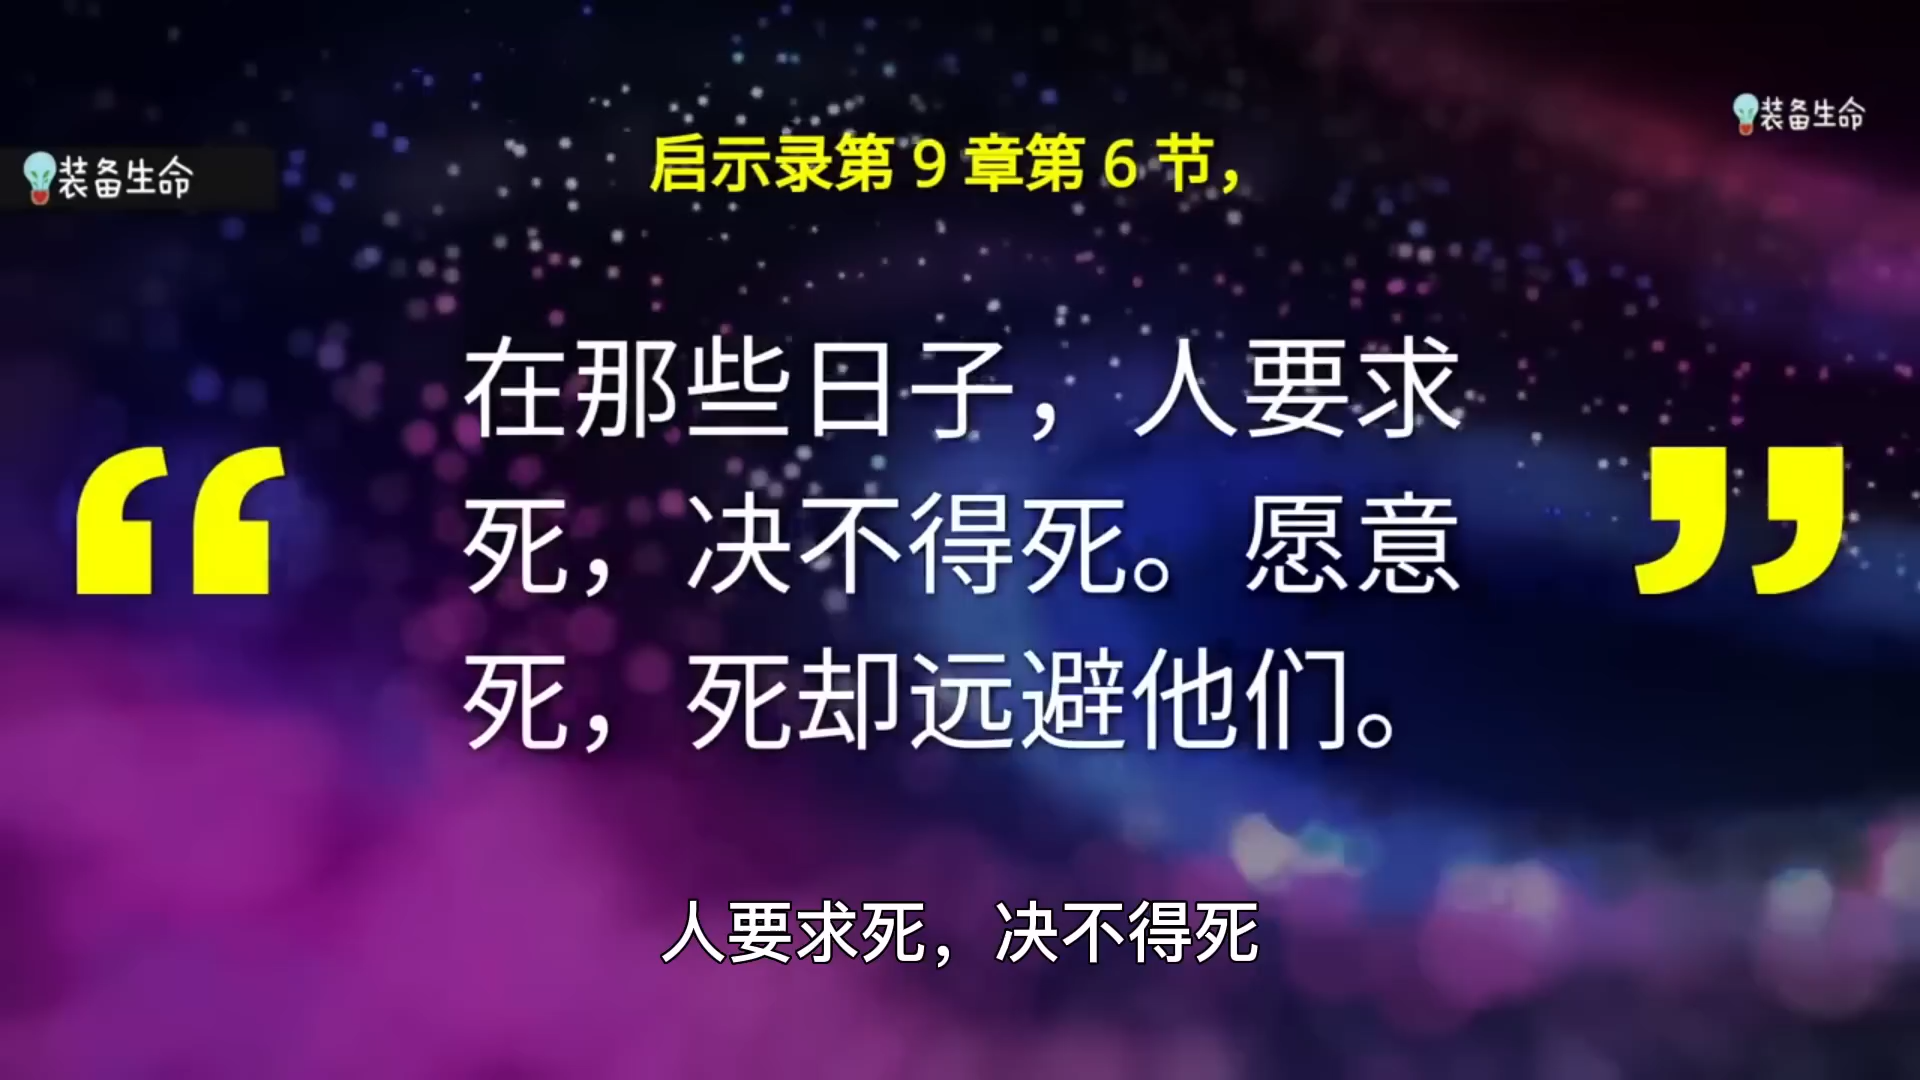 装备生命
启示录第 9 章第 6 节，
装备生命
“在那些日子，人要求
死，决不得死。愿意
死，死却远避他们。”
人要求死，决不得死